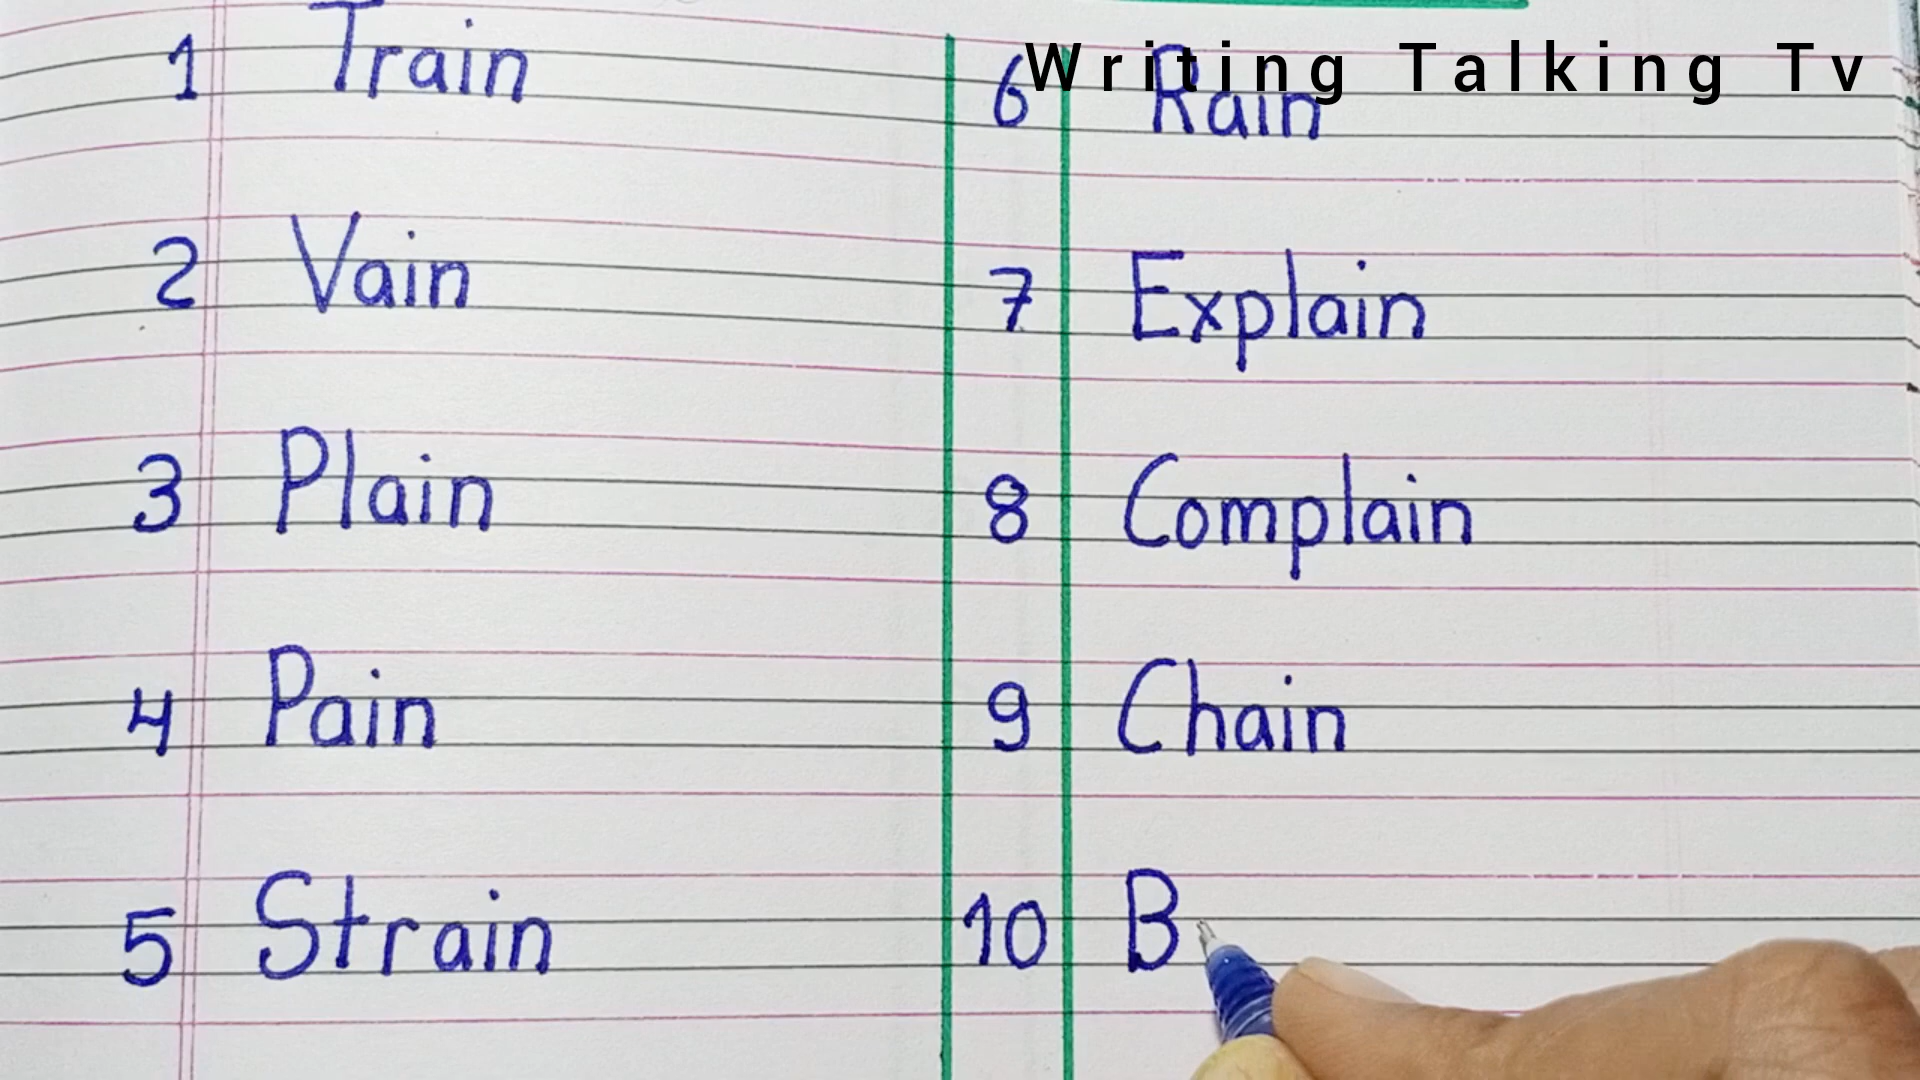 Writing Talking Tv
1 Train
2 Vain
3 Plain
4 Pain
5 Strain
6 Rain
7 Explain
8 Complain
9 Chain
10 B